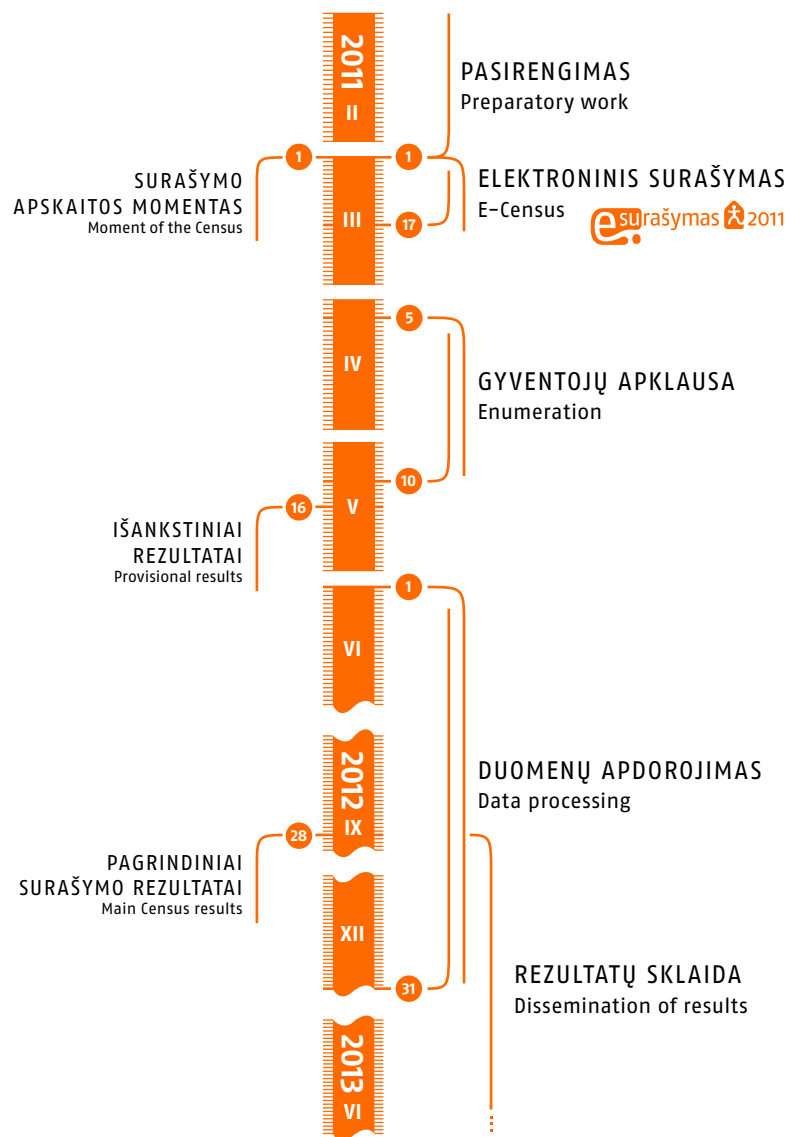 2011
II
PASIRENGIMAS
Preparatory work
1
1
SURAŠYMO
APSKAITOS MOMENTAS
Moment of the Census
ELEKTRONINIS SURAŠYMAS
E-Census
esurašymas 2011
III
17
5
IV
GYVENTOJŲ APKLAUSA
Enumeration
10
16
V
IŠANKSTINIAI
REZULTATAI
Provisional results
1
VI
2012
DUOMENŲ APDOROJIMAS
Data processing
IX
28
PAGRINDINIAI
SURAŠYMO REZULTATAI
Main Census results
XII
31
REZULTATŲ SKLAIDA
Dissemination of results
2013
VI